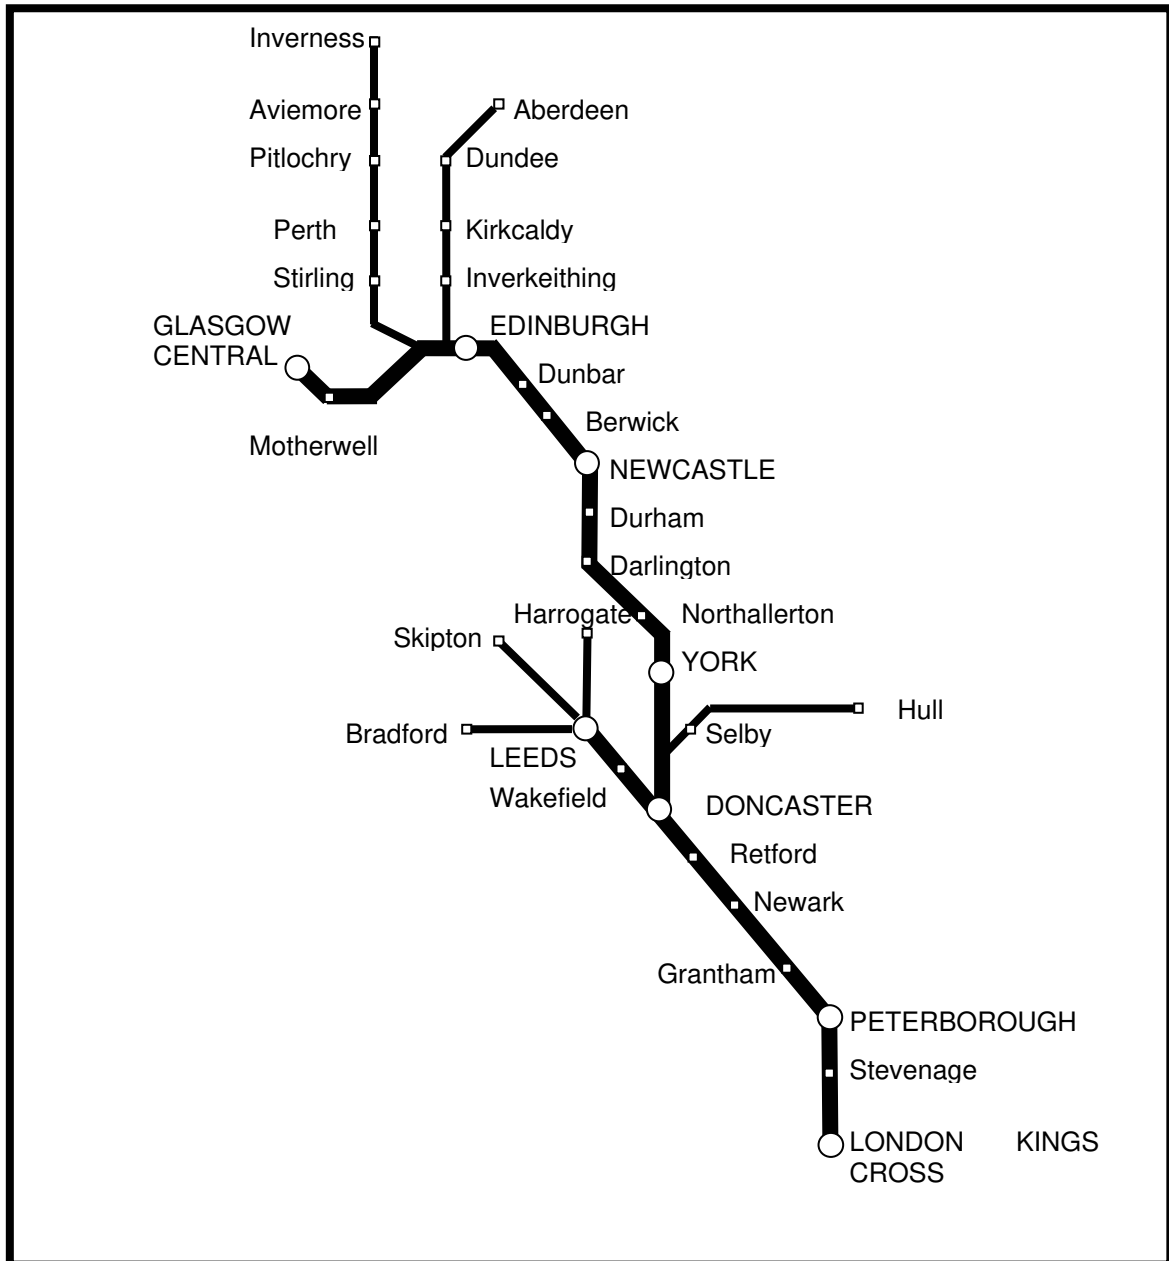 Inverness
Aviemore
Aberdeen
Pitlochry
Dundee
Perth
Kirkcaldy
Stirling
Inverkeithing
GLASGOW
CENTRAL
EDINBURGH
Dunbar
Berwick
Motherwell
NEWCASTLE
Durham
Darlington
Harrogate
Northallerton
Skipton
YORK
Hull
Bradford
Selby
LEEDS
Wakefield
DONCASTER
Retford
Newark
Grantham
PETERBOROUGH
Stevenage
LONDON KINGS
CROSS